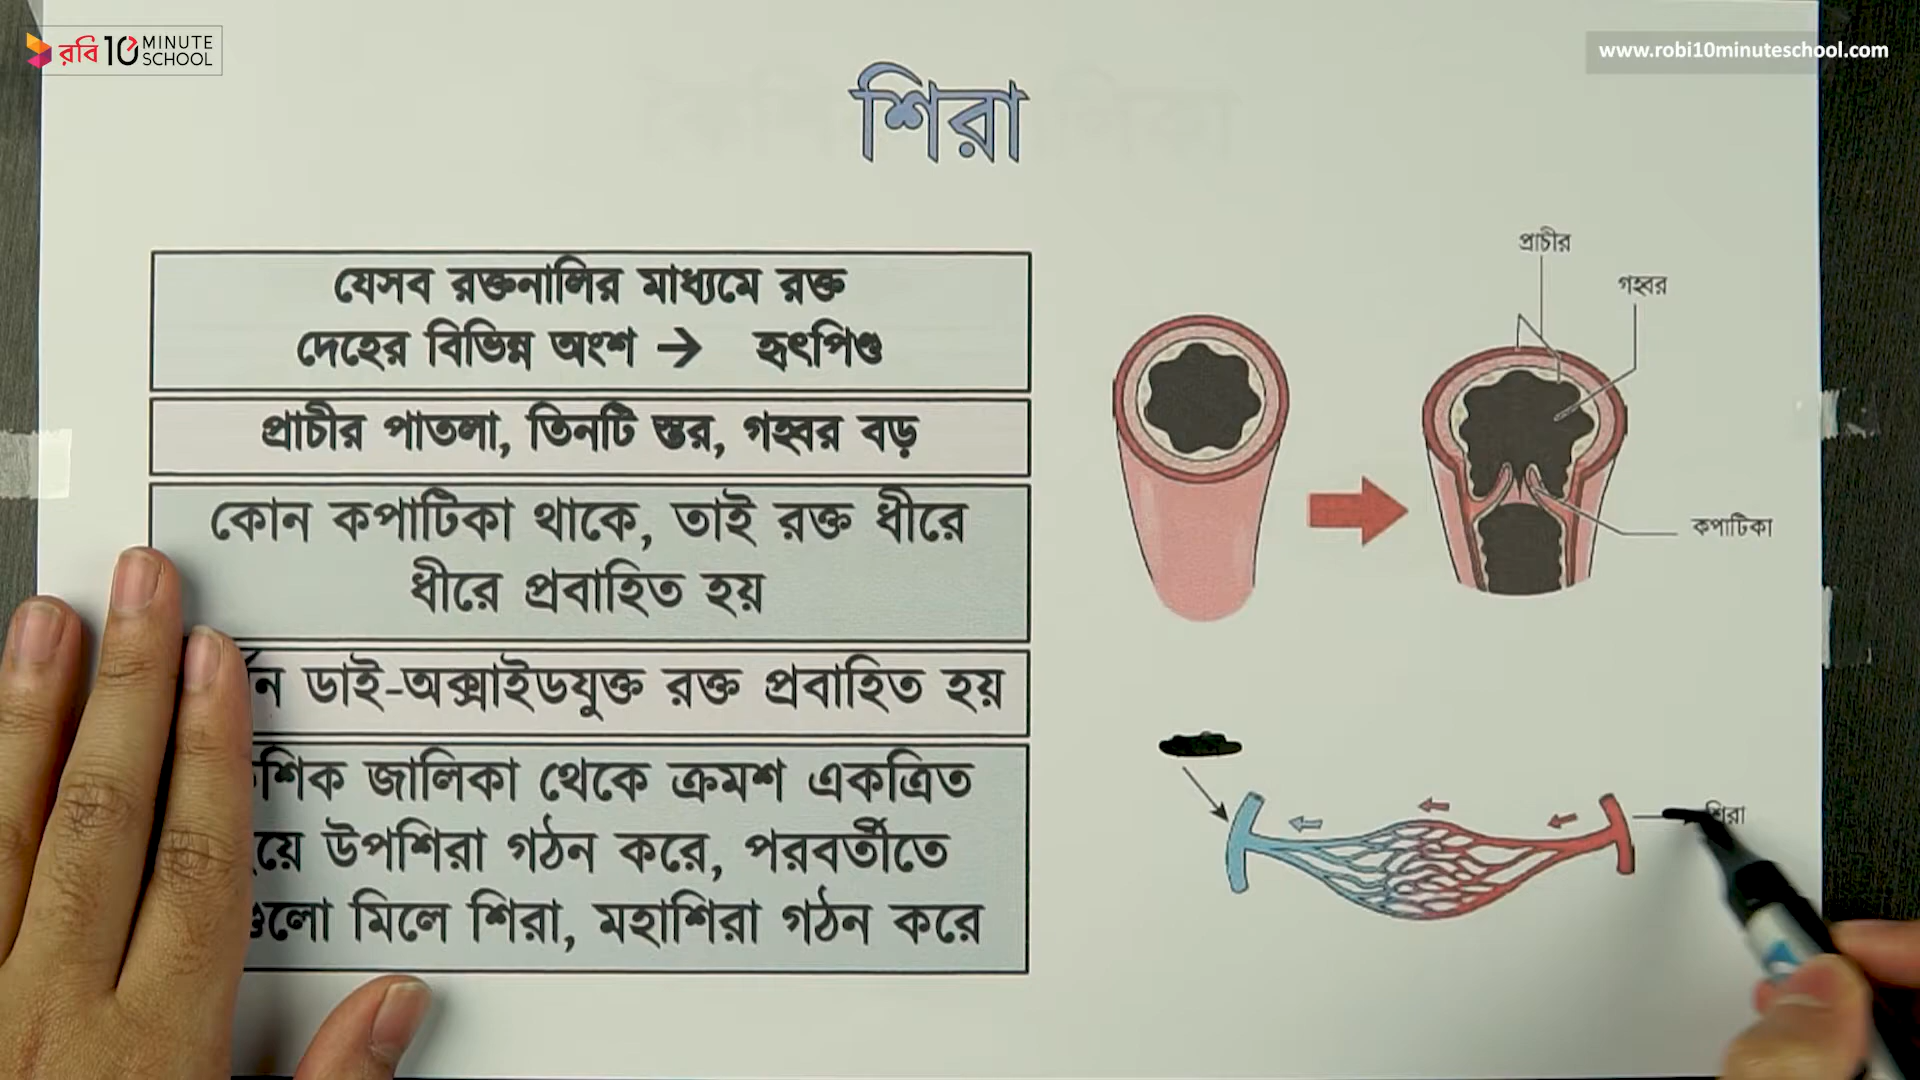 রবি 10 MINUTE SCHOOL
www.robi10minuteschool.com
শিরা
যেসব রক্তনালির মাধ্যমে রক্ত
দেহের বিভিন্ন অংশ → হৃৎপিণ্ড
প্রাচীর পাতলা, তিনটি স্তর, গহ্বর বড়
কোন কপাটিকা থাকে, তাই রক্ত ধীরে
ধীরে প্রবাহিত হয়
ডাই-অক্সাইডযুক্ত রক্ত প্রবাহিত হয়
জালিকা থেকে ক্রমশ একত্রিত
উপশিরা গঠন করে, পরবর্তীতে
মিলে শিরা, মহাশিরা গঠন করে
প্রাচীর
গহ্বর
কপাটিকা
শিরা